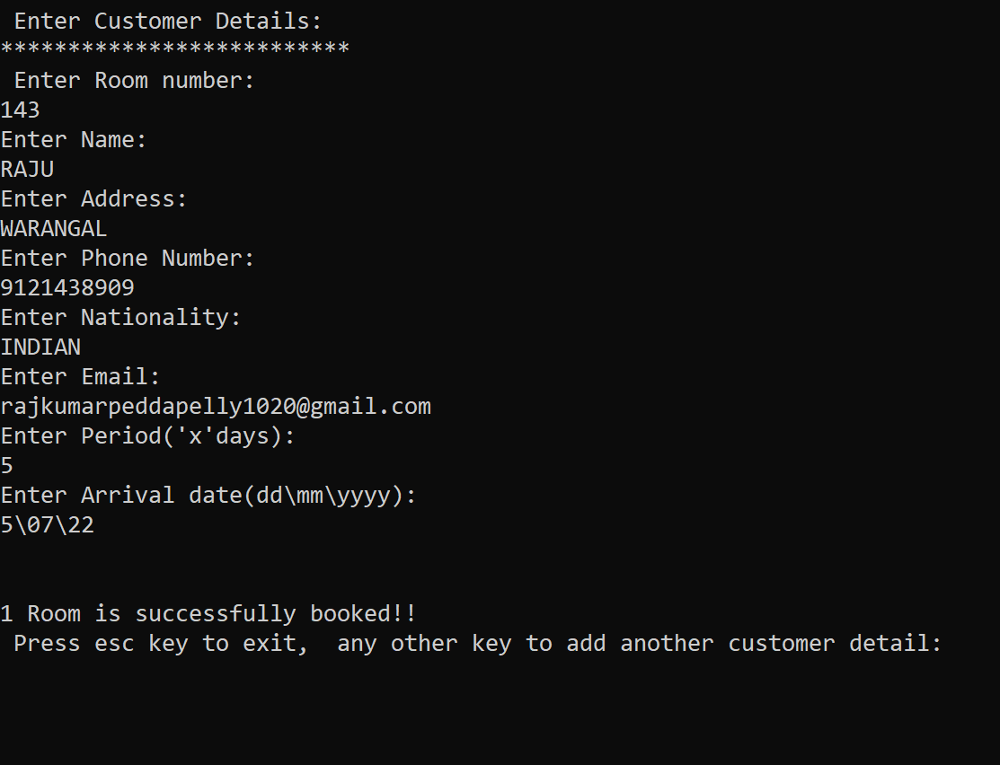 Enter Customer Details:
**************************
Enter Room number:
143
Enter Name:
RAJU
Enter Address:
WARANGAL
Enter Phone Number:
9121438909
Enter Nationality:
INDIAN
Enter Email:
rajkumarpeddapelly1020@gmail.com
Enter Period('x'days):
5
Enter Arrival date(dd\mm\yyyy):
5\07\22
1 Room is successfully booked!!
Press esc key to exit,  any other key to add another customer detail: